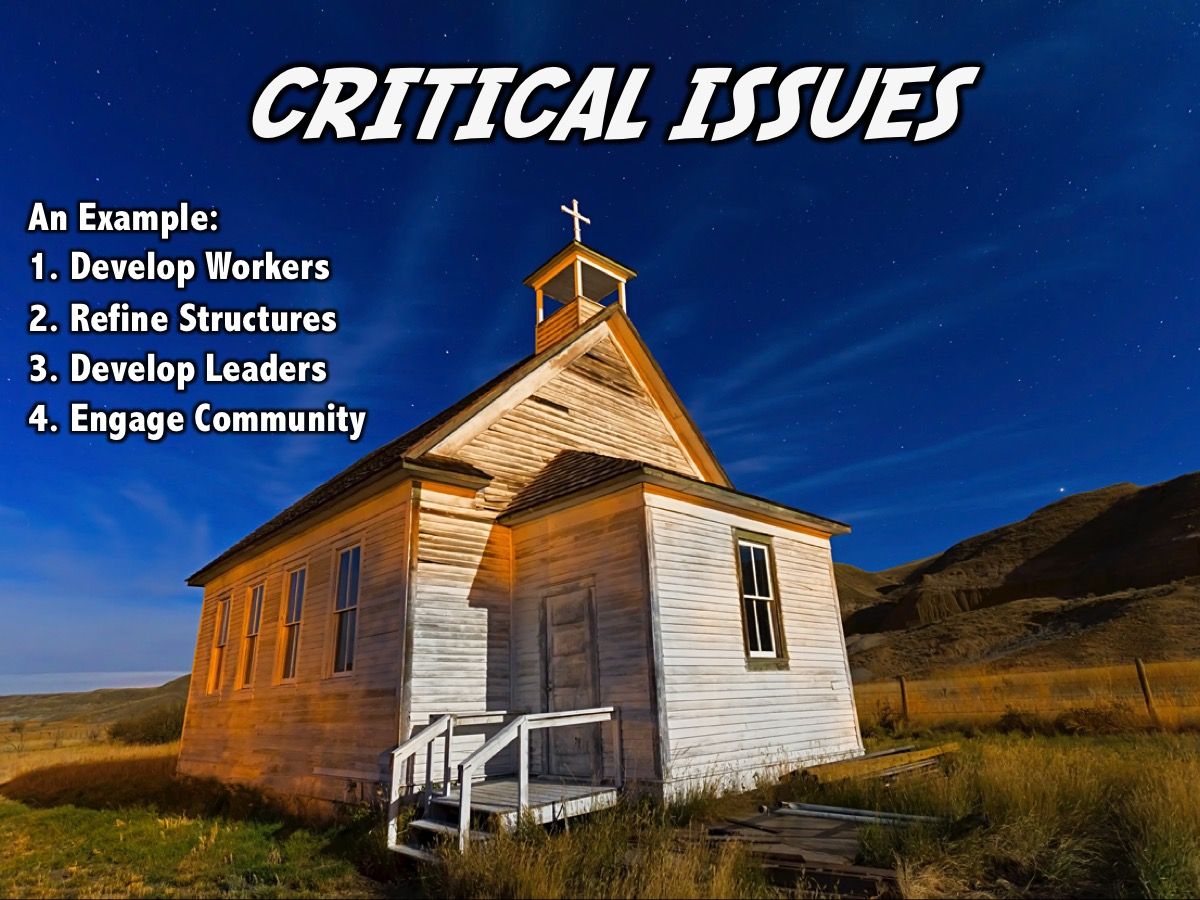 CRITICAL ISSUES
An Example:
1. Develop Workers
2. Refine Structures
3. Develop Leaders
4. Engage Community